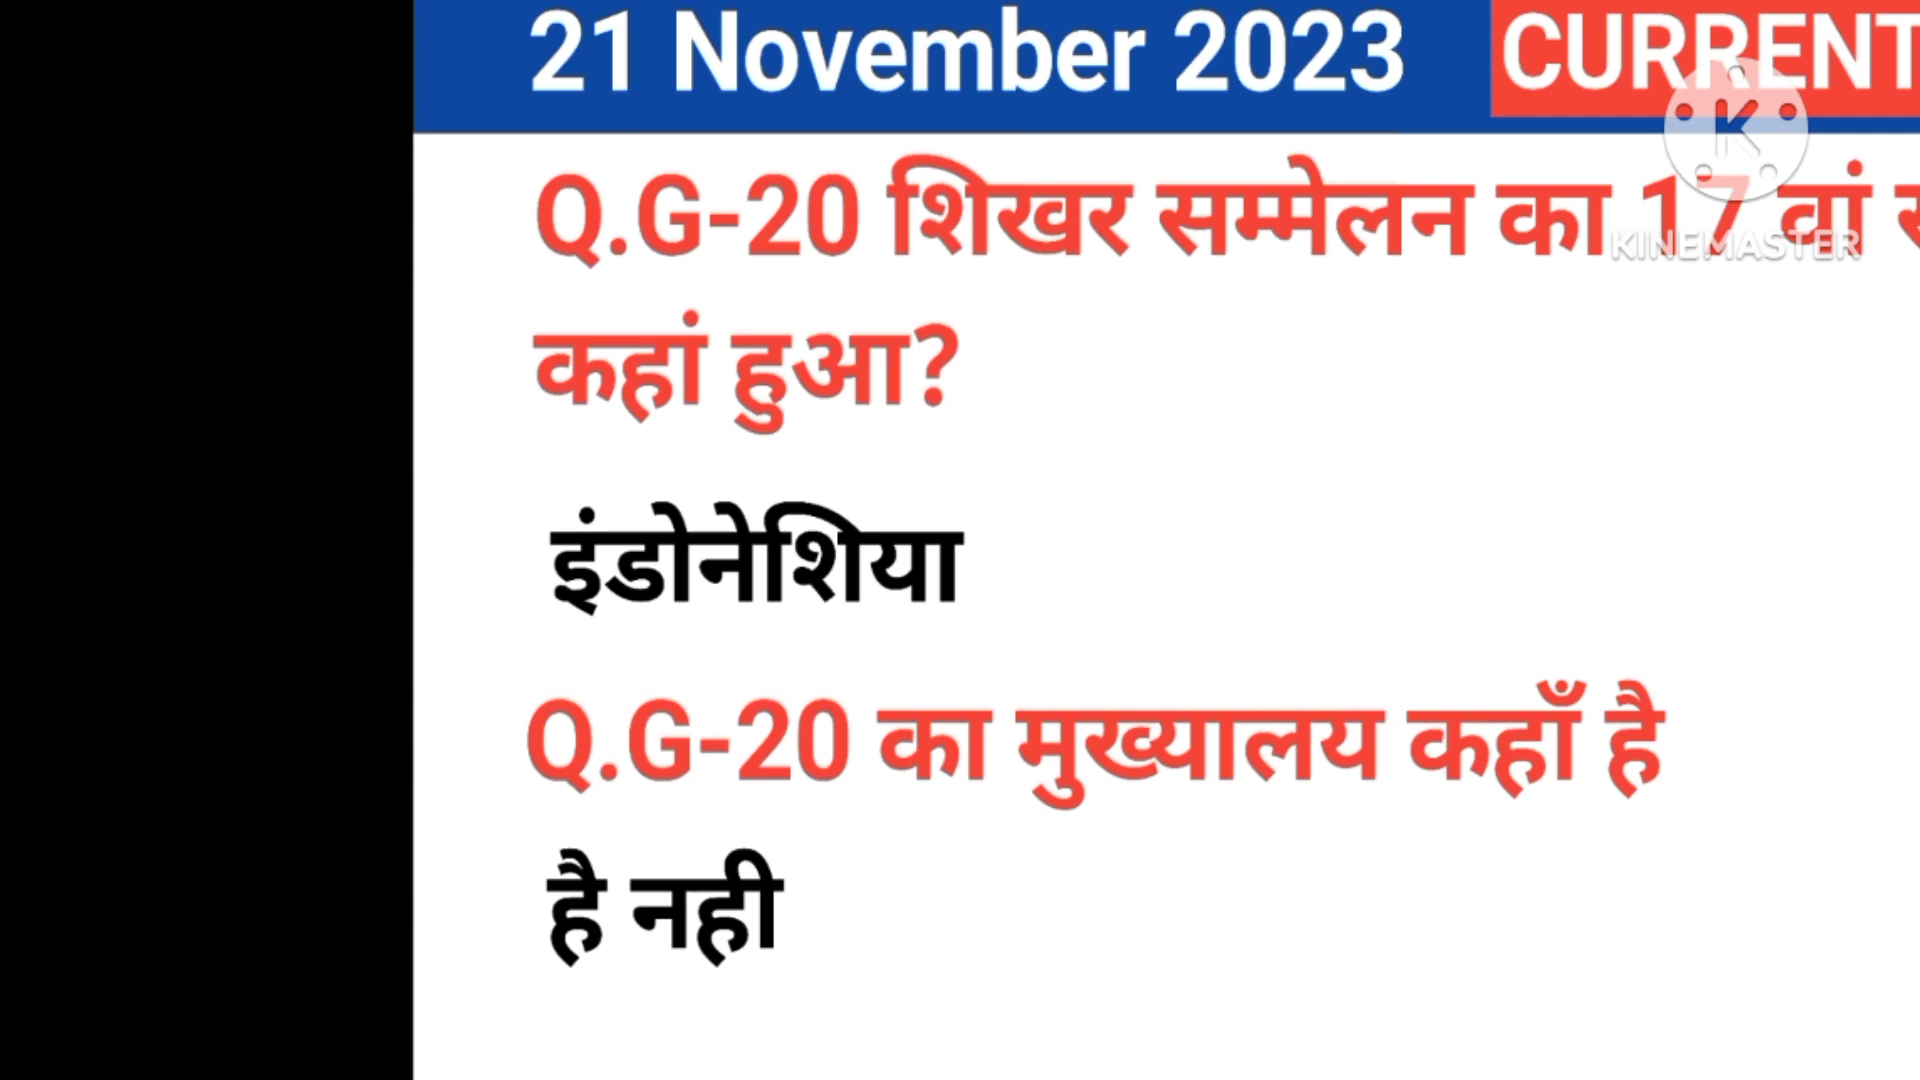 21 November 2023 CURRENT
Q.G-20 शिखर सम्मेलन का 17 वां
KINEMASTER
कहां हुआ?
इंडोनेशिया
Q.G-20 का मुख्यालय कहाँ है
है नही